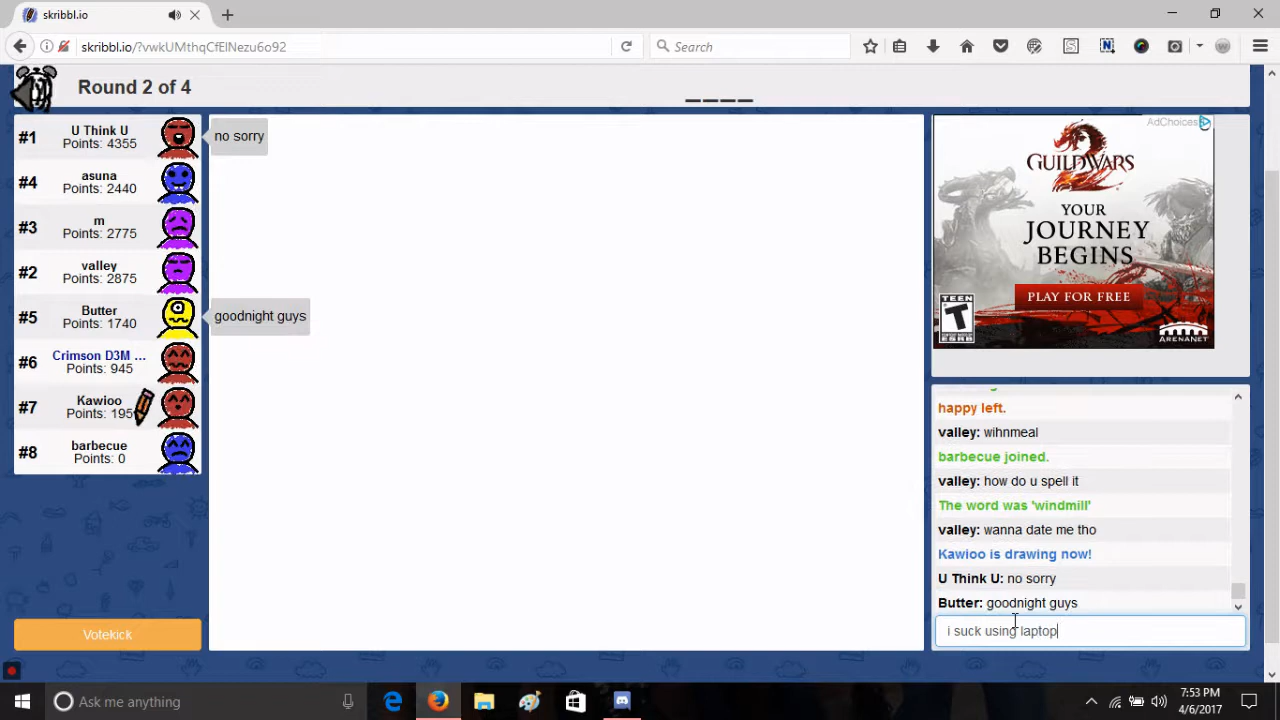 skribbl.io
skribbl.io/?vwkUMthqCfElNezu6o92
Search
Round 2 of 4
#1
U Think U
Points: 4355
#4
asuna
Points: 2440
#3
m
Points: 2775
#2
valley
Points: 2875
#5
Butter
Points: 1740
#6
Crimson D3M ...
Points: 945
#7
Kawioo
Points: 195
#8
barbecue
Points: 0
Votekick
no sorry
goodnight guys
AdChoices
GUILD WARS
2
YOUR
JOURNEY
BEGINS
PLAY FOR FREE
TEEN
T
ESRB
ARENANET
happy left.
valley: wihnmeal
barbecue joined.
valley: how do u spell it
The word was 'windmill'
valley: wanna date me tho
Kawioo is drawing now!
U Think U: no sorry
Butter: goodnight guys
i suck using laptop
Ask me anything
7:53 PM
4/6/2017